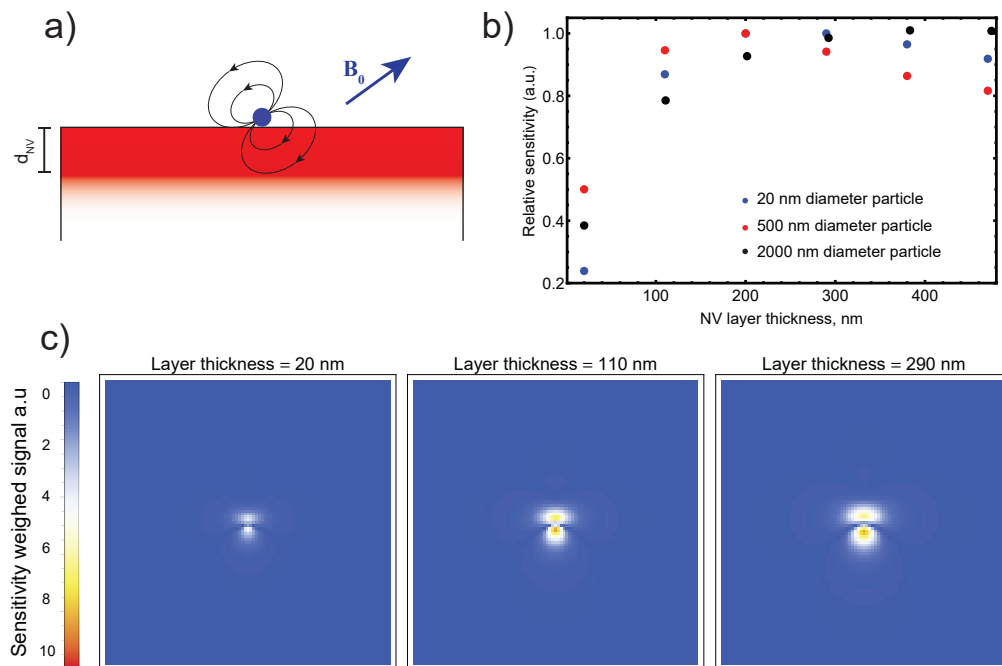 a)
B0
dNV
b)
Relative sensitivity (a.u.)
1.0
0.8
0.6
0.4
0.2
20 nm diameter particle
500 nm diameter particle
2000 nm diameter particle
100 200 300 400
NV layer thickness, nm
c)
Layer thickness = 20 nm
Layer thickness = 110 nm
Layer thickness = 290 nm
Sensitivity weighed signal a.u
0
2
4
6
8
10